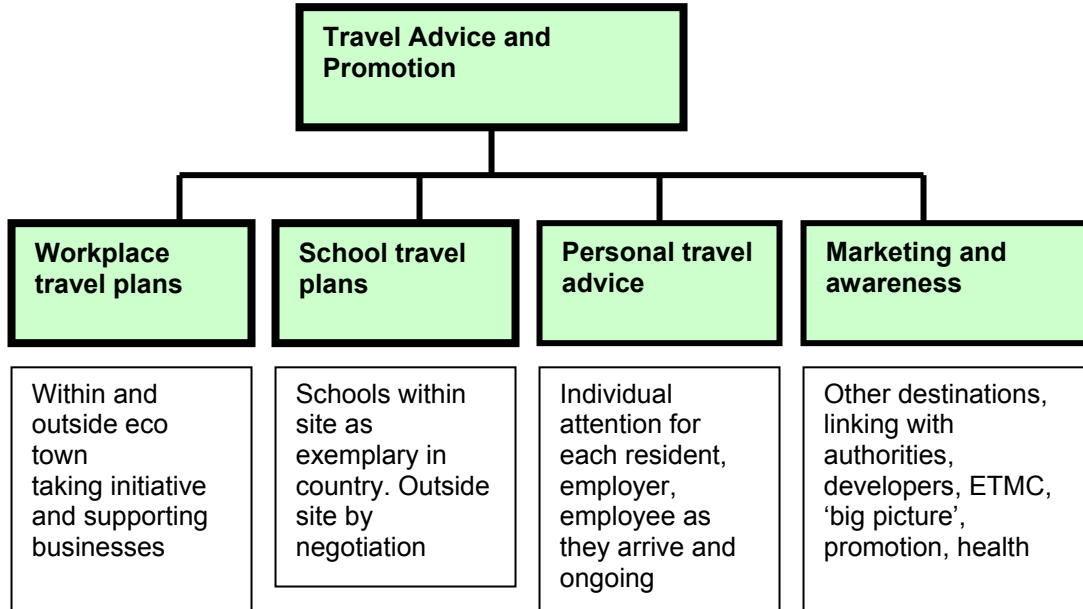 Travel Advice and
Promotion
Workplace
travel plans
School travel
plans
Personal travel
advice
Marketing and
awareness
Within and
outside eco
town
taking initiative
and supporting
businesses
Schools within
site as
exemplary in
country. Outside
site by
negotiation
Individual
attention for
each resident,
employer,
employee as
they arrive and
ongoing
Other destinations,
linking with
authorities,
developers, ETMC,
‘big picture’,
promotion, health